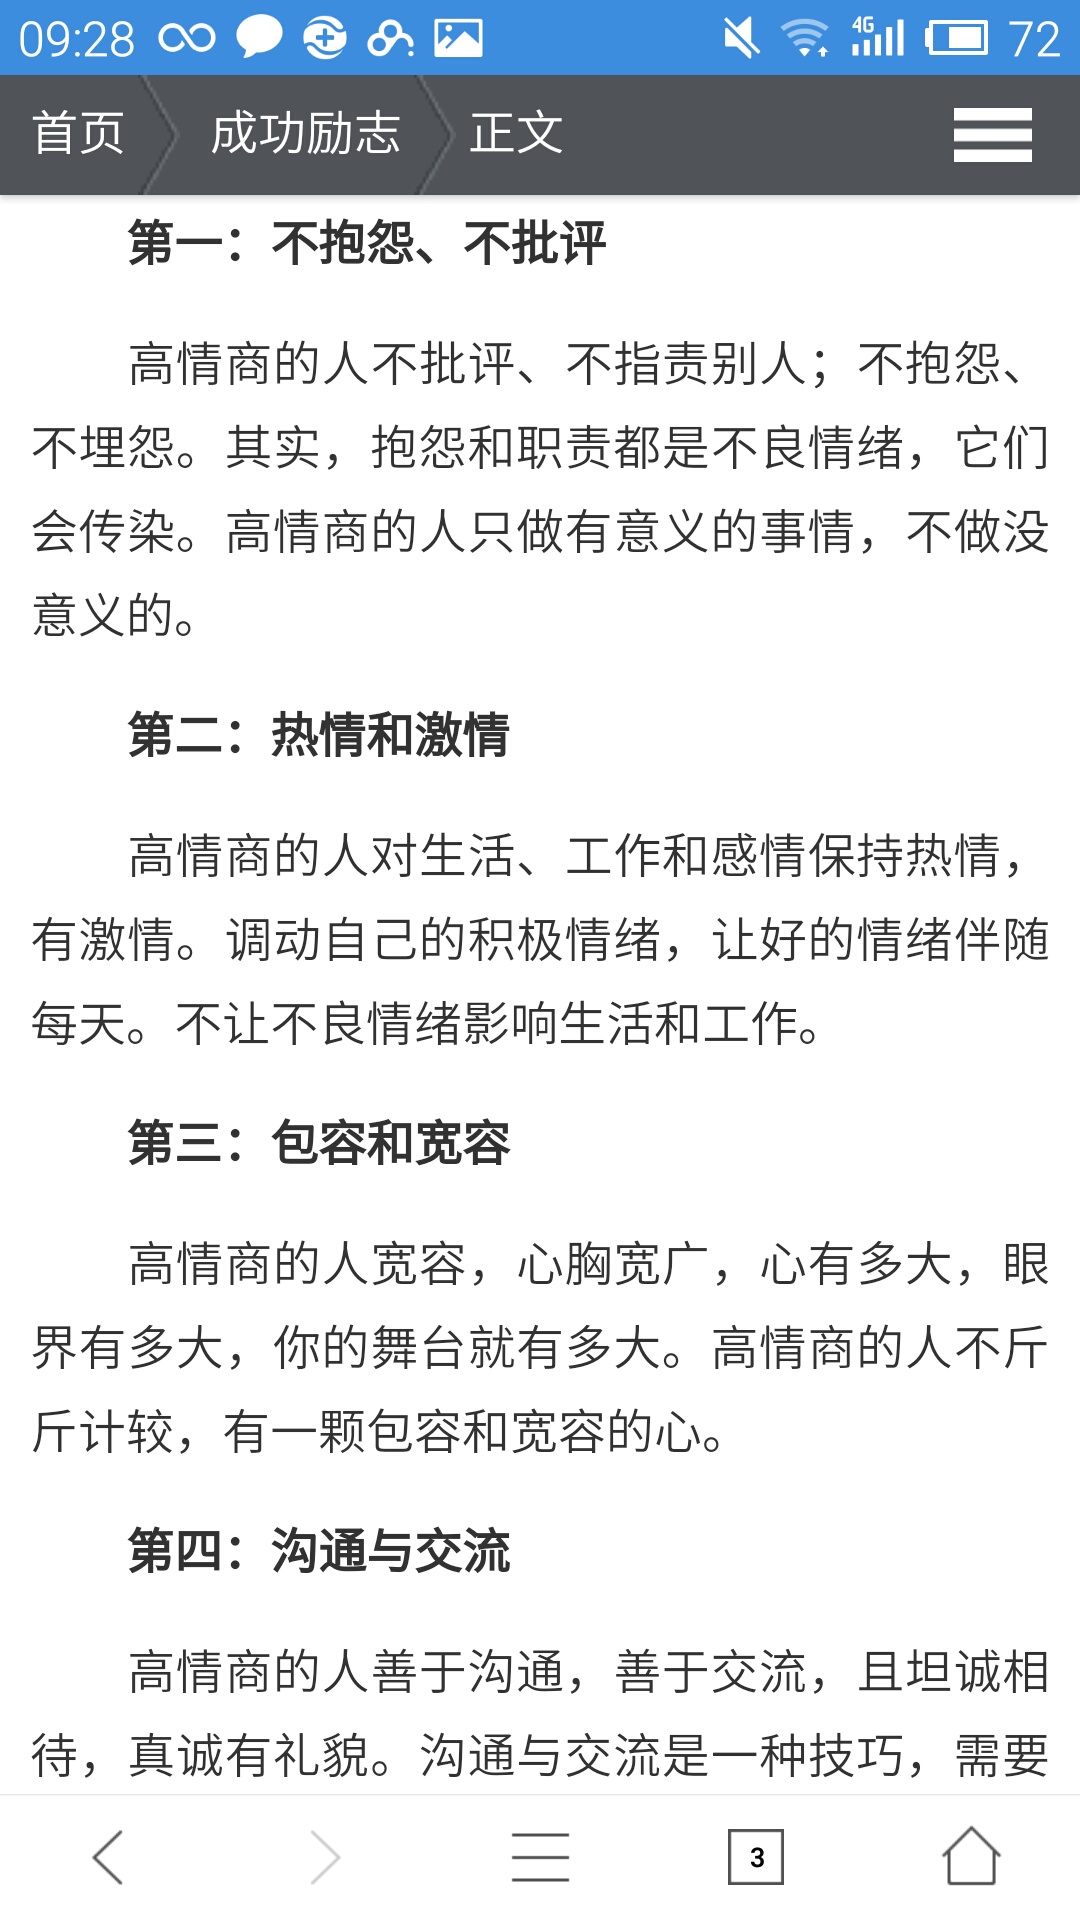 09:28
4G
72
首页
成功励志
正文
第一：不抱怨、不批评
高情商的人不批评、不指责别人；不抱怨、
不埋怨。其实，抱怨和职责都是不良情绪，它们
会传染。高情商的人只做有意义的事情，不做没
意义的。
第二：热情和激情
高情商的人对生活、工作和感情保持热情，
有激情。调动自己的积极情绪，让好的情绪伴随
每天。不让不良情绪影响生活和工作。
第三：包容和宽容
高情商的人宽容，心胸宽广，心有多大，眼
界有多大，你的舞台就有多大。高情商的人不斤
斤计较，有一颗包容和宽容的心。
第四：沟通与交流
高情商的人善于沟通，善于交流，且坦诚相
待，真诚有礼貌。沟通与交流是一种技巧，需要
3